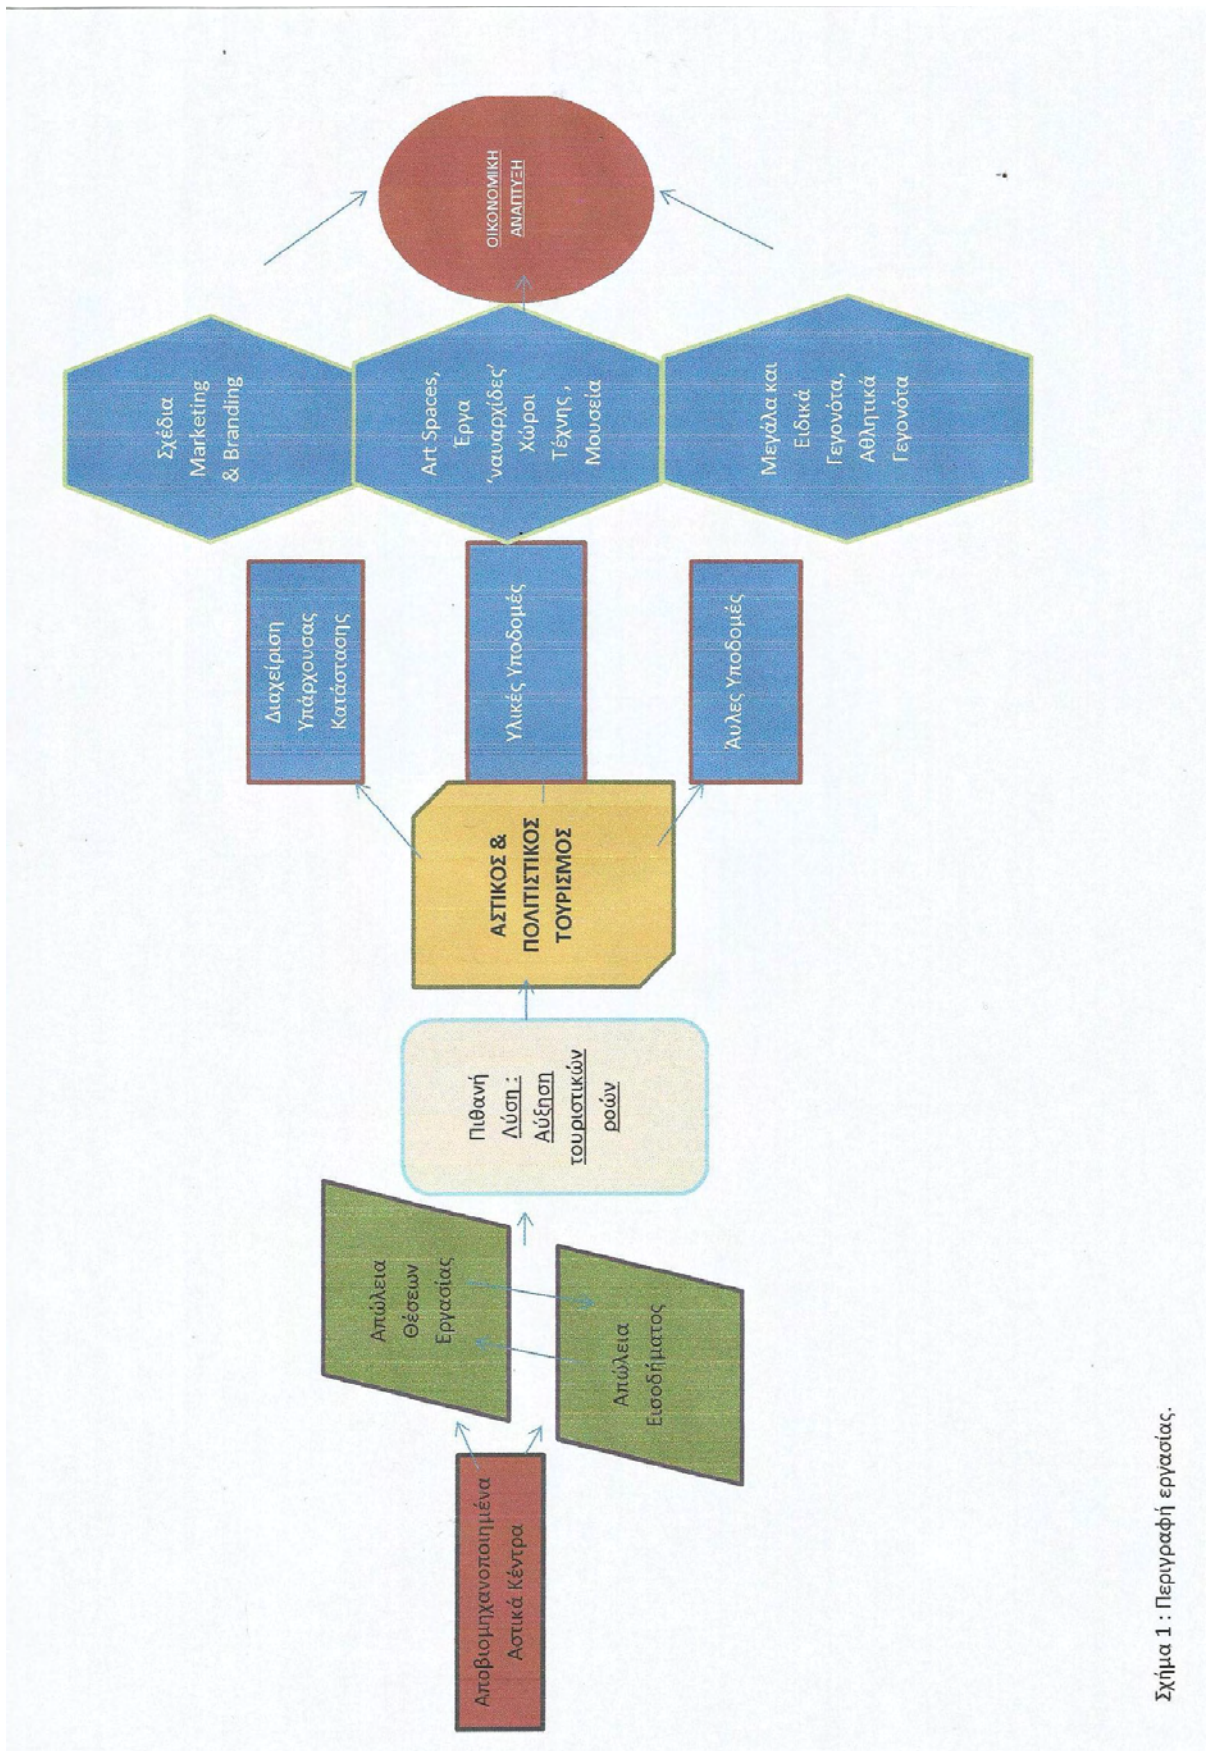 Αποβιομηχανοποιημένα
Αστικά Κέντρα
Απώλεια
Θέσεων
Εργασίας
Απώλεια
Εισοδήματος
Πιθανή
Λύση :
Αύξηση
τουριστικών
ροών
ΑΣΤΙΚΟΣ &
ΠΟΛΙΤΙΣΤΙΚΟΣ
ΤΟΥΡΙΣΜΟΣ
Διαχείριση
Υπάρχουσας
Κατάστασης
Υλικές Υποδομές
Άυλες Υποδομές
Σχέδια
Marketing
& Branding
Art Spaces,
Έργα
‘ναυαρχίδες’
Χώροι
Τέχνης ,
Μουσεία
Μεγάλα και
Ειδικά
Γεγονότα,
Αθλητικά
Γεγονότα
ΟΙΚΟΝΟΜΙΚΗ
ΑΝΑΠΤΥΞΗ
Σχήμα 1 : Περιγραφή εργασίας.